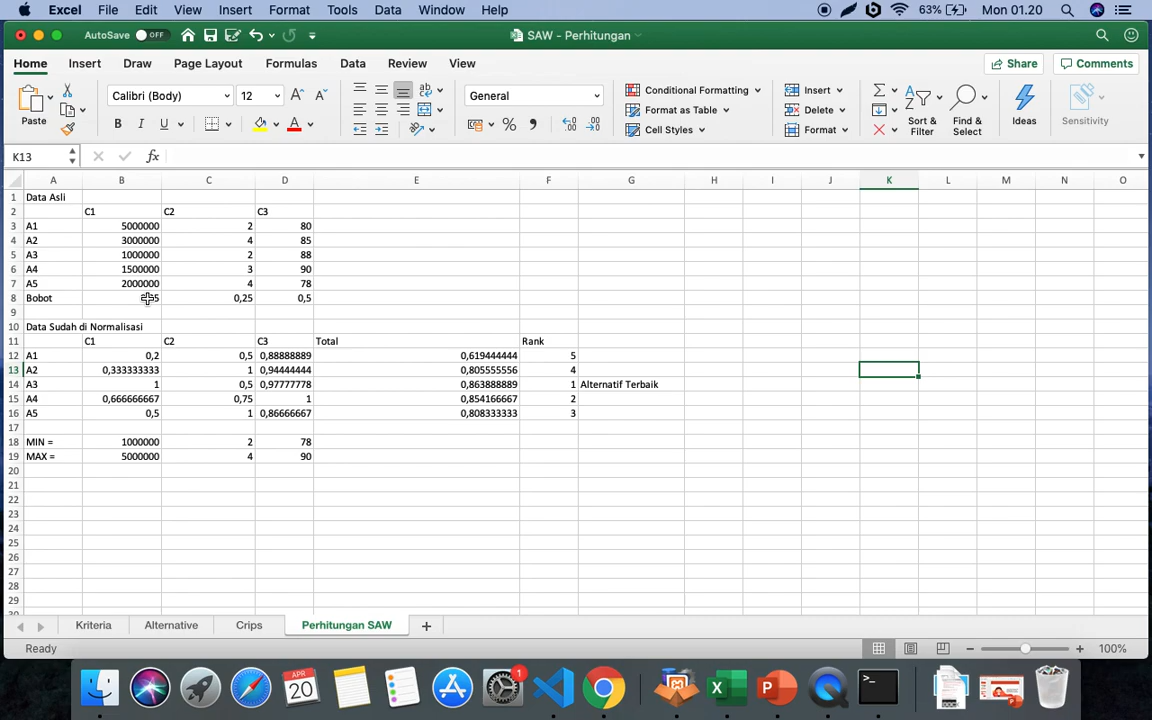 Excel File Edit View Insert Format Tools Data Window Help 63% Mon 01.20
AutoSave OFF SAW - Perhitungan
Home Insert Draw Page Layout Formulas Data Review View Share Comments
Paste Calibri (Body) 12 General Conditional Formatting Format as Table Cell Styles Insert Delete Format Sort & Filter Find & Select Ideas Sensitivity
K13 fx
A B C D E F G H I J K L M N O
1 Data Asli
2 C1 C2 C3
3 A1 5000000 2 80
4 A2 3000000 4 85
5 A3 1000000 2 88
6 A4 1500000 3 90
7 A5 2000000 4 78
8 Bobot 0,25 0,5
9
10 Data Sudah di Normalisasi
11 C1 C2 C3 Total Rank
12 A1 0,2 0,5 0,88888889 0,619444444 5
13 A2 0,333333333 1 0,94444444 0,805555556 4
14 A3 1 0,5 0,97777778 0,863888889 1 Alternatif Terbaik
15 A4 0,666666667 0,75 1 0,854166667 2
16 A5 0,5 1 0,86666667 0,808333333 3
17
18 MIN = 1000000 2 78
19 MAX = 5000000 4 90
20
21
22
23
24
25
26
27
28
29
Kriteria Alternative Crips Perhitungan SAW +
Ready 100%
APR 20 1